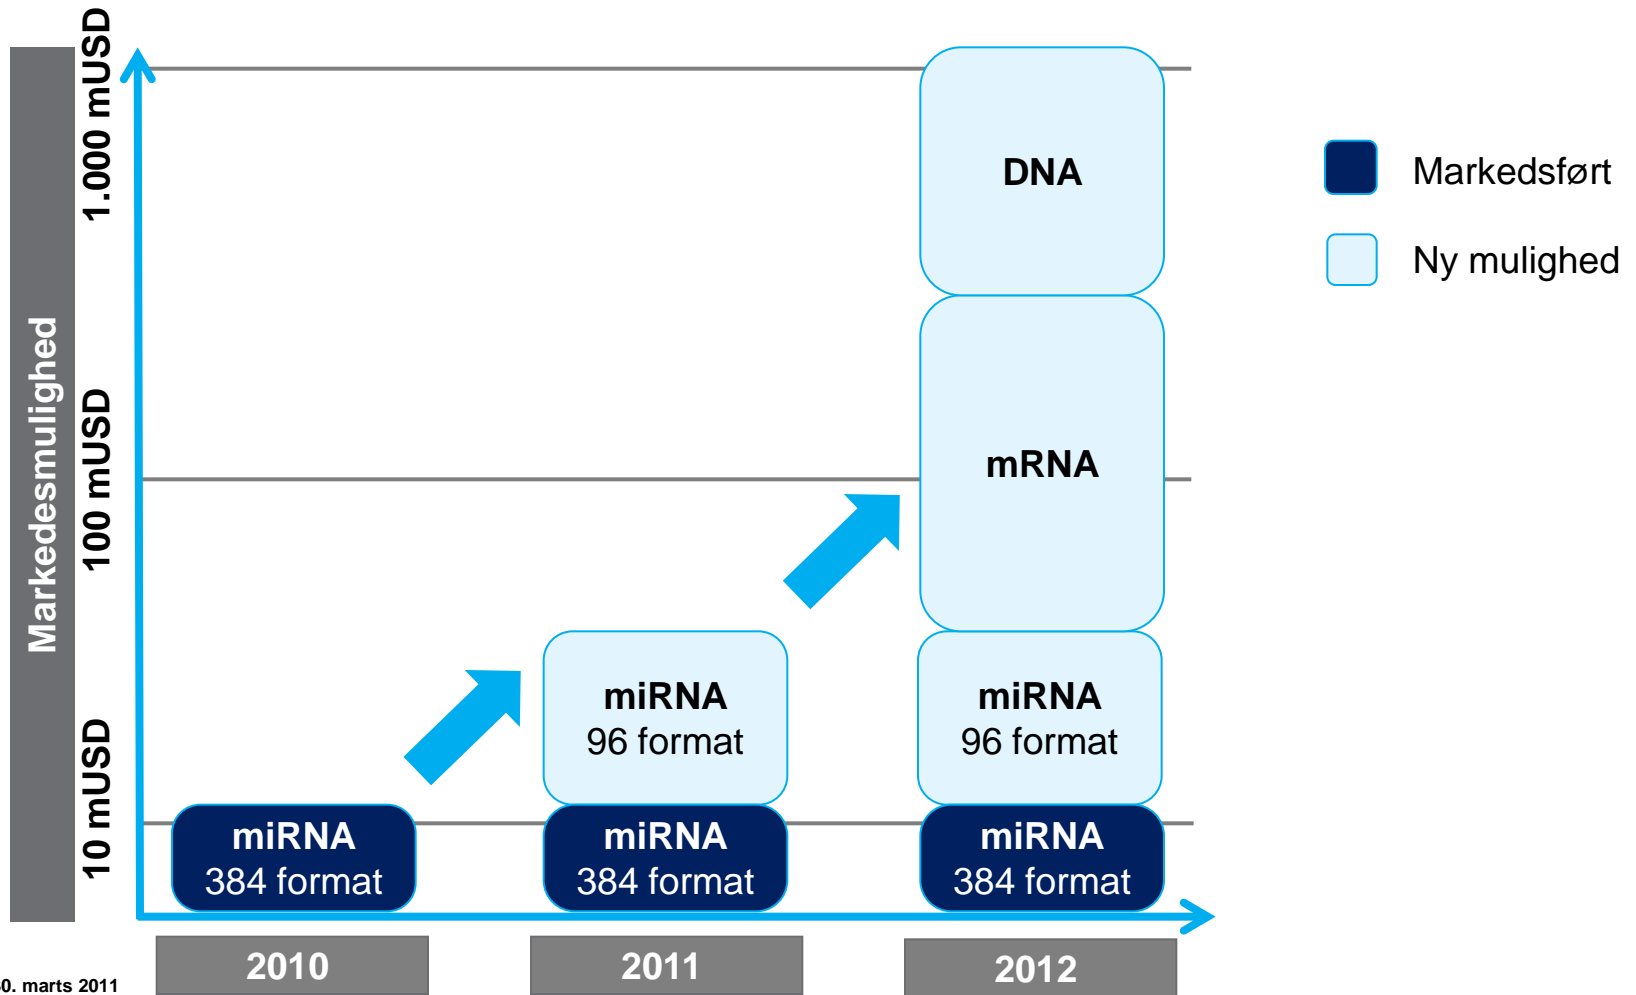 Markedesmulighed
1.000 mUSD
100 mUSD
10 mUSD
DNA
mRNA
miRNA
96 format
miRNA
96 format
miRNA
384 format
miRNA
384 format
miRNA
384 format
2010
2011
2012
Markedsført
Ny mulighed
0. marts 2011